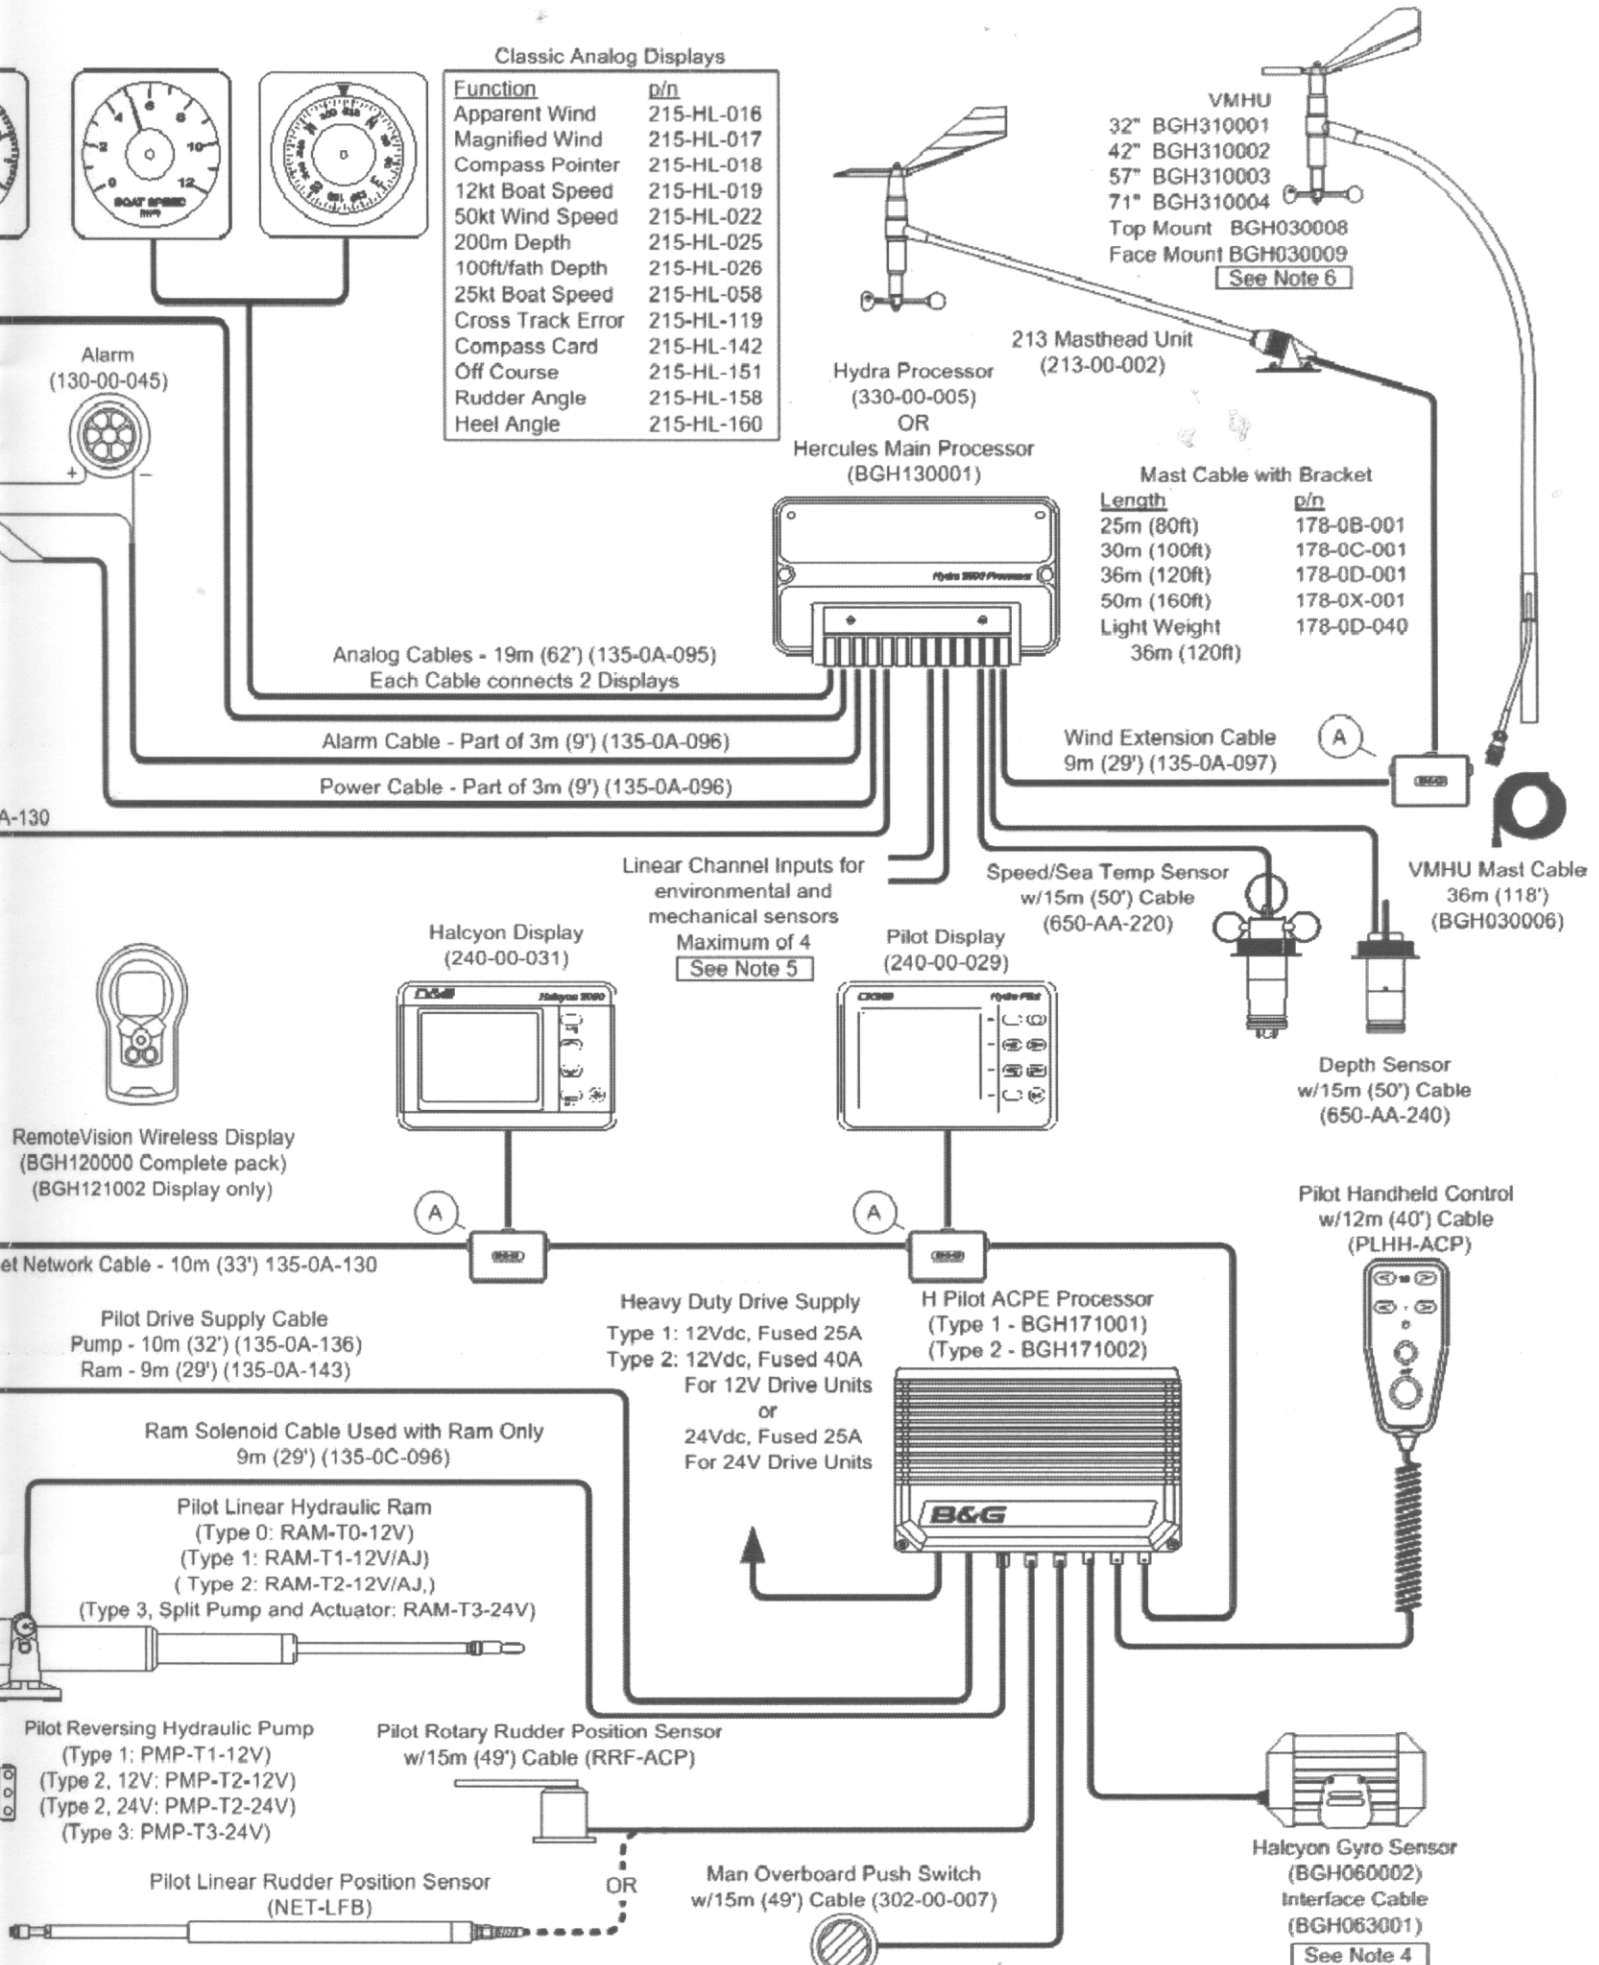 Classic Analog Displays
Function p/n
Apparent Wind 215-HL-016
Magnified Wind 215-HL-017
Compass Pointer 215-HL-018
12kt Boat Speed 215-HL-019
50kt Wind Speed 215-HL-022
200m Depth 215-HL-025
100ft/fath Depth 215-HL-026
25kt Boat Speed 215-HL-058
Cross Track Error 215-HL-119
Compass Card 215-HL-142
Off Course 215-HL-151
Rudder Angle 215-HL-158
Heel Angle 215-HL-160
0 2 4 6 8 10 12
BOAT SPEED
VMHU
32" BGH310001
42" BGH310002
57" BGH310003
71" BGH310004
Top Mount BGH030008
Face Mount BGH030009
See Note 6
213 Masthead Unit
(213-00-002)
Alarm
(130-00-045)
+ −
Hydra Processor
(330-00-005)
OR
Hercules Main Processor
(BGH130001)
Hydra 2000 Processor
Mast Cable with Bracket
Length p/n
25m (80ft) 178-0B-001
30m (100ft) 178-0C-001
36m (120ft) 178-0D-001
50m (160ft) 178-0X-001
Light Weight 178-0D-040
36m (120ft)
Analog Cables - 19m (62') (135-0A-095)
Each Cable connects 2 Displays
Alarm Cable - Part of 3m (9') (135-0A-096)
Power Cable - Part of 3m (9') (135-0A-096)
A-130
Wind Extension Cable
9m (29') (135-0A-097)
A
B&G
VMHU Mast Cable
36m (118')
(BGH030006)
Linear Channel Inputs for
environmental and
mechanical sensors
Maximum of 4
See Note 5
Speed/Sea Temp Sensor
w/15m (50') Cable
(650-AA-220)
Depth Sensor
w/15m (50') Cable
(650-AA-240)
Halcyon Display
(240-00-031)
Halcyon 2000
Pilot Display
(240-00-029)
Hydra Pilot
RemoteVision Wireless Display
(BGH120000 Complete pack)
(BGH121002 Display only)
A
B&G
A
B&G
et Network Cable - 10m (33') 135-0A-130
Pilot Handheld Control
w/12m (40') Cable
(PLHH-ACP)
Pilot Drive Supply Cable
Pump - 10m (32') (135-0A-136)
Ram - 9m (29') (135-0A-143)
Heavy Duty Drive Supply
Type 1: 12Vdc, Fused 25A
Type 2: 12Vdc, Fused 40A
For 12V Drive Units
or
24Vdc, Fused 25A
For 24V Drive Units
H Pilot ACPE Processor
(Type 1 - BGH171001)
(Type 2 - BGH171002)
B&G
Ram Solenoid Cable Used with Ram Only
9m (29') (135-0C-096)
Pilot Linear Hydraulic Ram
(Type 0: RAM-T0-12V)
(Type 1: RAM-T1-12V/AJ)
( Type 2: RAM-T2-12V/AJ,)
(Type 3, Split Pump and Actuator: RAM-T3-24V)
Pilot Reversing Hydraulic Pump
(Type 1: PMP-T1-12V)
(Type 2, 12V: PMP-T2-12V)
(Type 2, 24V: PMP-T2-24V)
(Type 3: PMP-T3-24V)
Pilot Rotary Rudder Position Sensor
w/15m (49') Cable (RRF-ACP)
Pilot Linear Rudder Position Sensor
(NET-LFB)
OR
Man Overboard Push Switch
w/15m (49') Cable (302-00-007)
Halcyon Gyro Sensor
(BGH060002)
Interface Cable
(BGH063001)
See Note 4